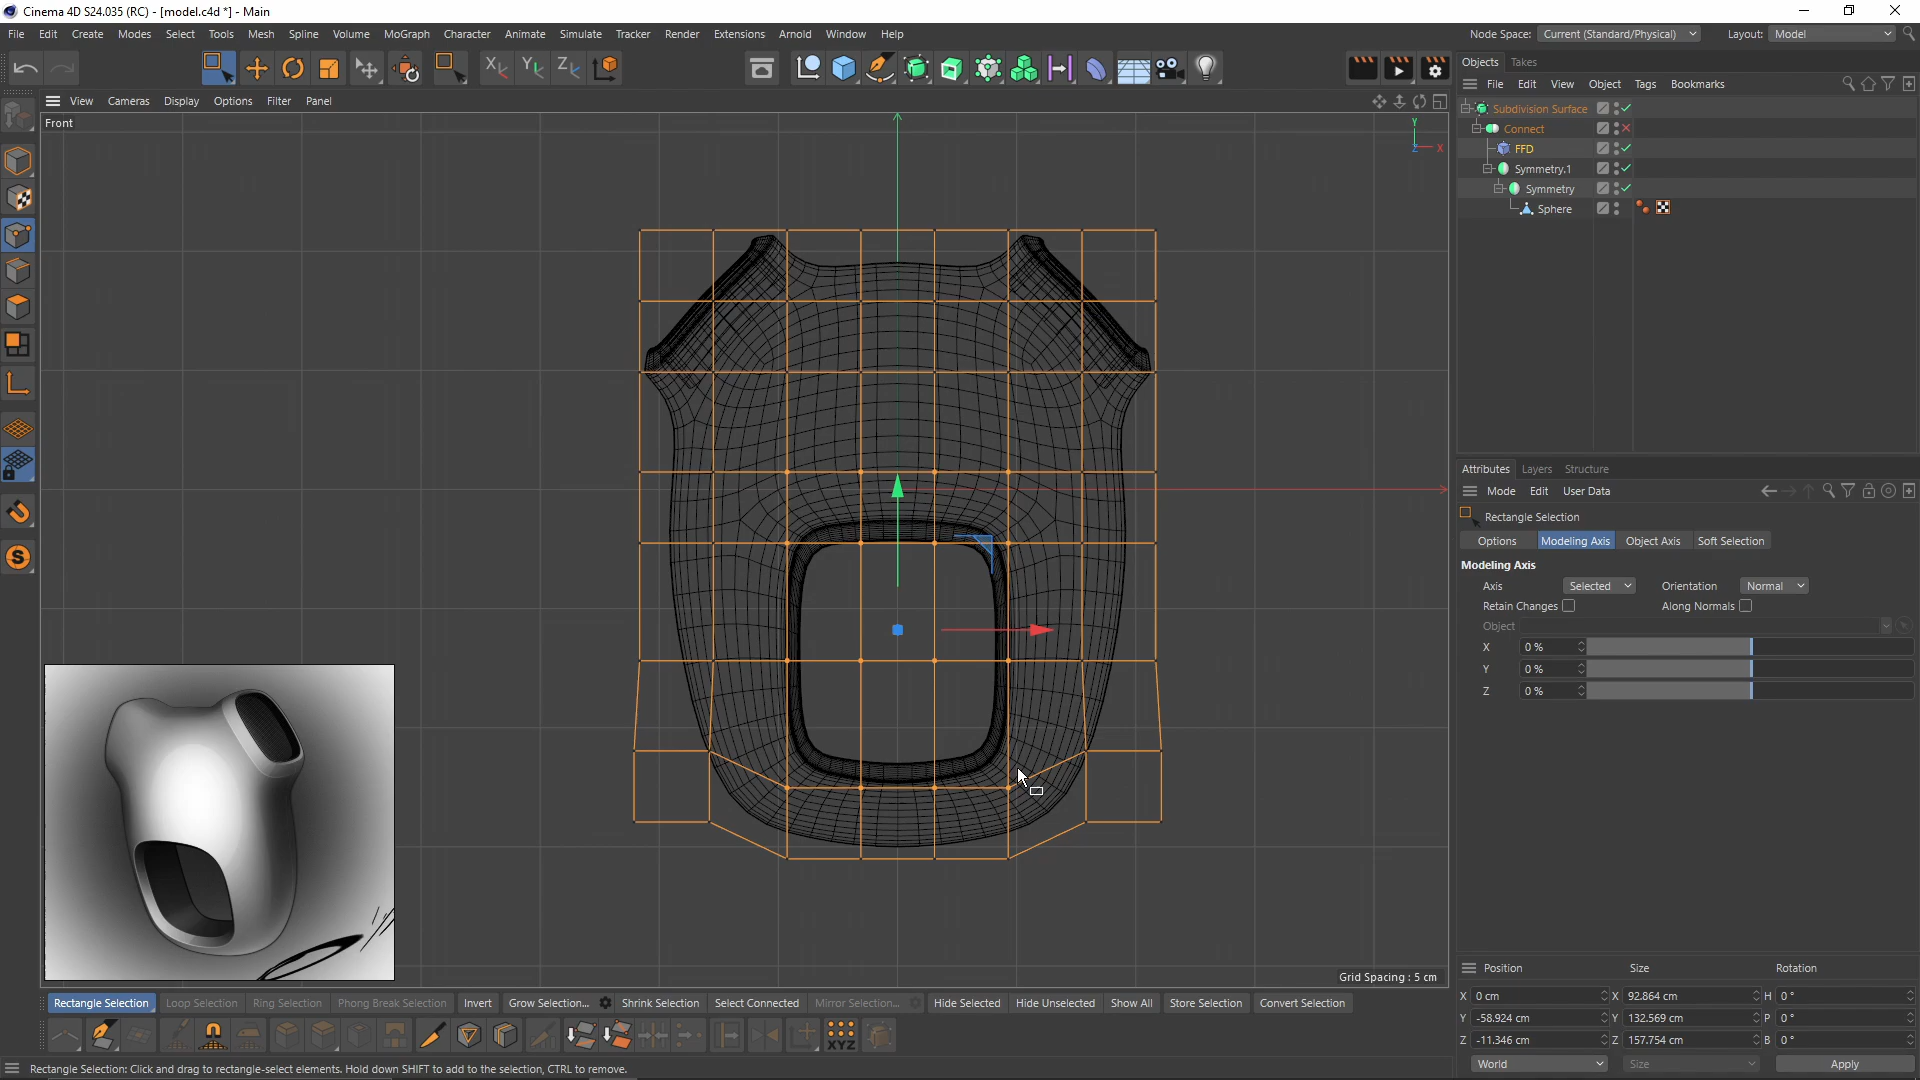 Cinema 4D S24.035 (RC) - [model.c4d *] - Main
File Edit Create Modes Select Tools Mesh Spline Volume MoGraph Character Animate Simulate Tracker Render Extensions Arnold Window Help Node Space: Current (Standard/Physical) Layout: Model
View Cameras Display Options Filter Panel
Front
Y
X
Z
Objects Takes
File Edit View Object Tags Bookmarks
Subdivision Surface
Connect
FFD
Symmetry.1
Symmetry
Sphere
Attributes Layers Structure
Mode Edit User Data
Rectangle Selection
Options Modeling Axis Object Axis Soft Selection
Modeling Axis
Axis Selected Orientation Normal
Retain Changes Along Normals
Object
X 0 %
Y 0 %
Z 0 %
Grid Spacing : 5 cm
Position Size Rotation
X 0 cm X 92.864 cm H 0 °
Y -58.924 cm Y 132.569 cm P 0 °
Z -11.346 cm Z 157.754 cm B 0 °
World Size Apply
Rectangle Selection Loop Selection Ring Selection Phong Break Selection Invert Grow Selection... Shrink Selection Select Connected Mirror Selection... Hide Selected Hide Unselected Show All Store Selection Convert Selection
XYZ
Rectangle Selection: Click and drag to rectangle-select elements. Hold down SHIFT to add to the selection, CTRL to remove.